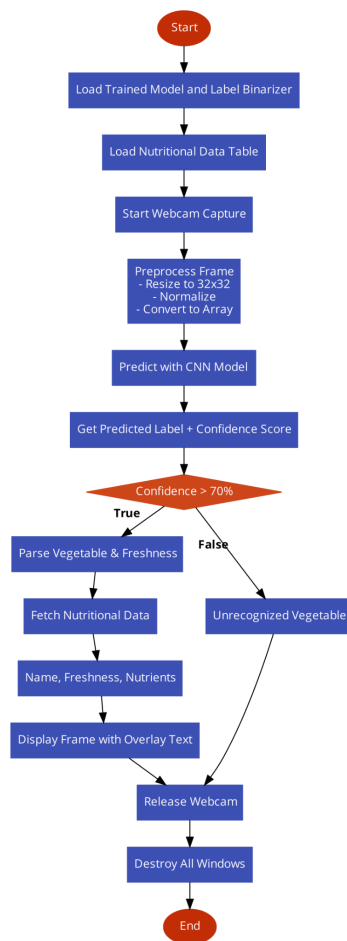 Start
Load Trained Model and Label Binarizer
Load Nutritional Data Table
Start Webcam Capture
Preprocess Frame
- Resize to 32x32
- Normalize
- Convert to Array
Predict with CNN Model
Get Predicted Label + Confidence Score
Confidence > 70%
True
False
Parse Vegetable & Freshness
Fetch Nutritional Data
Unrecognized Vegetable
Name, Freshness, Nutrients
Display Frame with Overlay Text
Release Webcam
Destroy All Windows
End